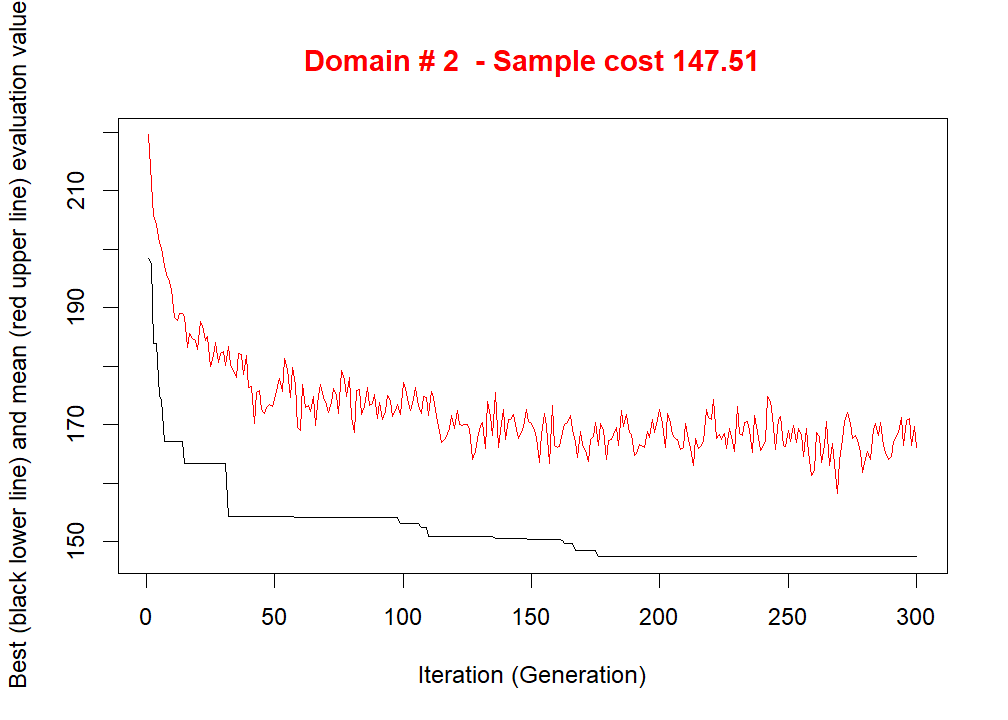 Domain # 2  - Sample cost 147.51
Best (black lower line) and mean (red upper line) evaluation value
210
190
170
150
0 50 100 150 200 250 300
Iteration (Generation)